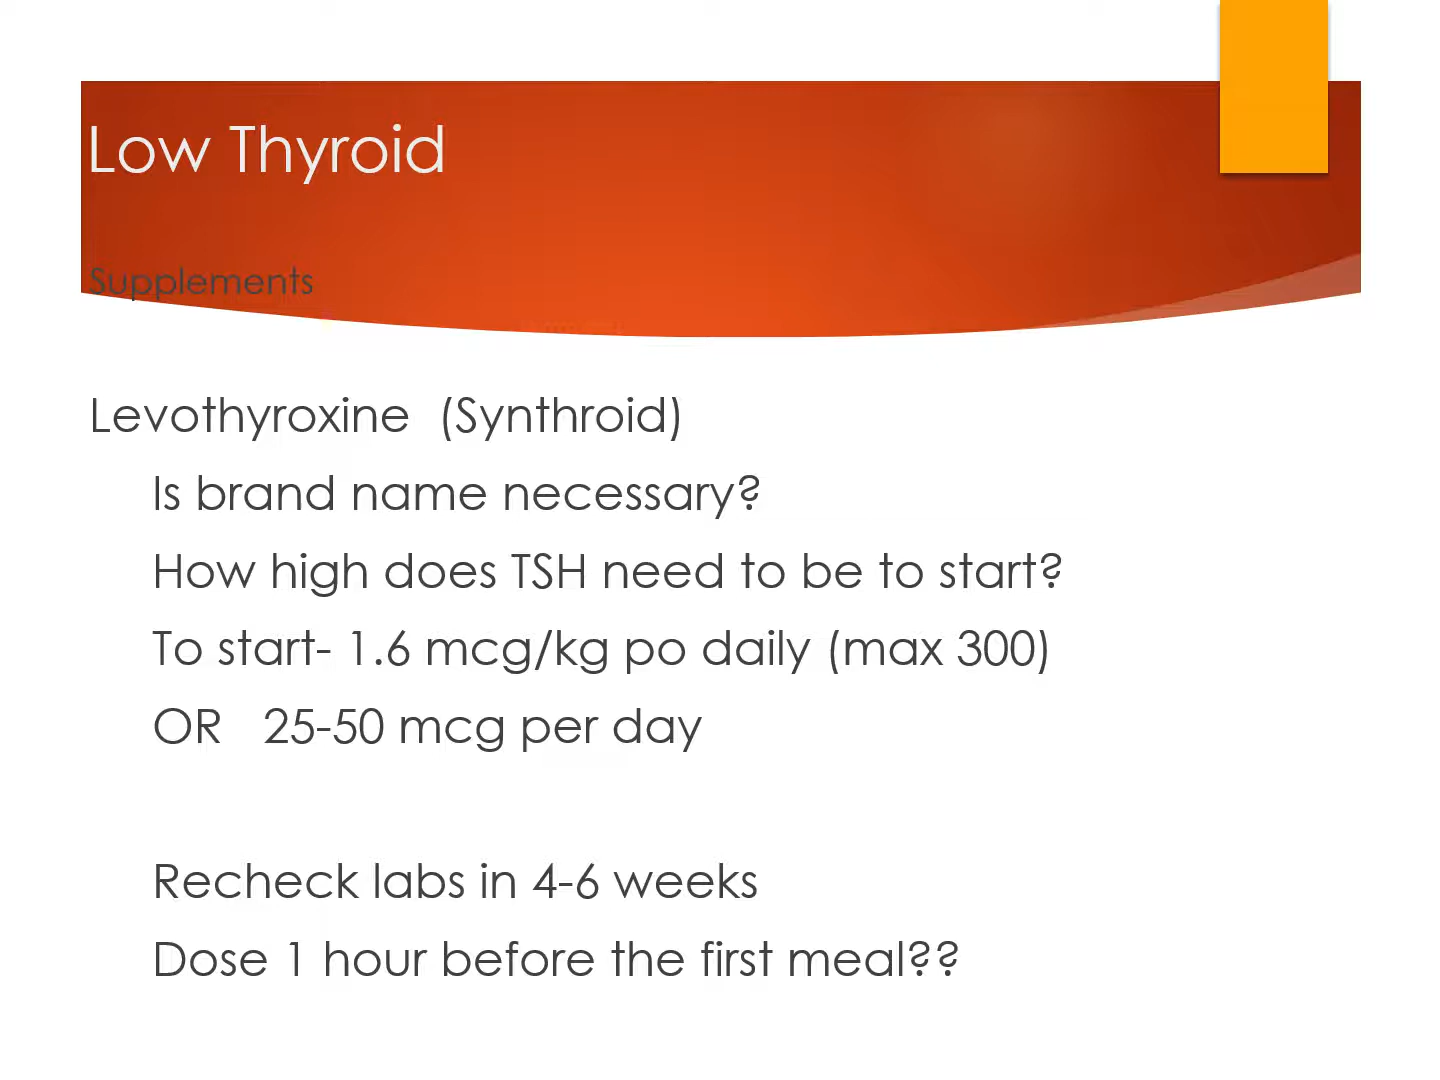 Low Thyroid
Supplements
Levothyroxine (Synthroid)
Is brand name necessary?
How high does TSH need to be to start?
To start- 1.6 mcg/kg po daily (max 300)
OR 25-50 mcg per day
Recheck labs in 4-6 weeks
Dose 1 hour before the first meal??